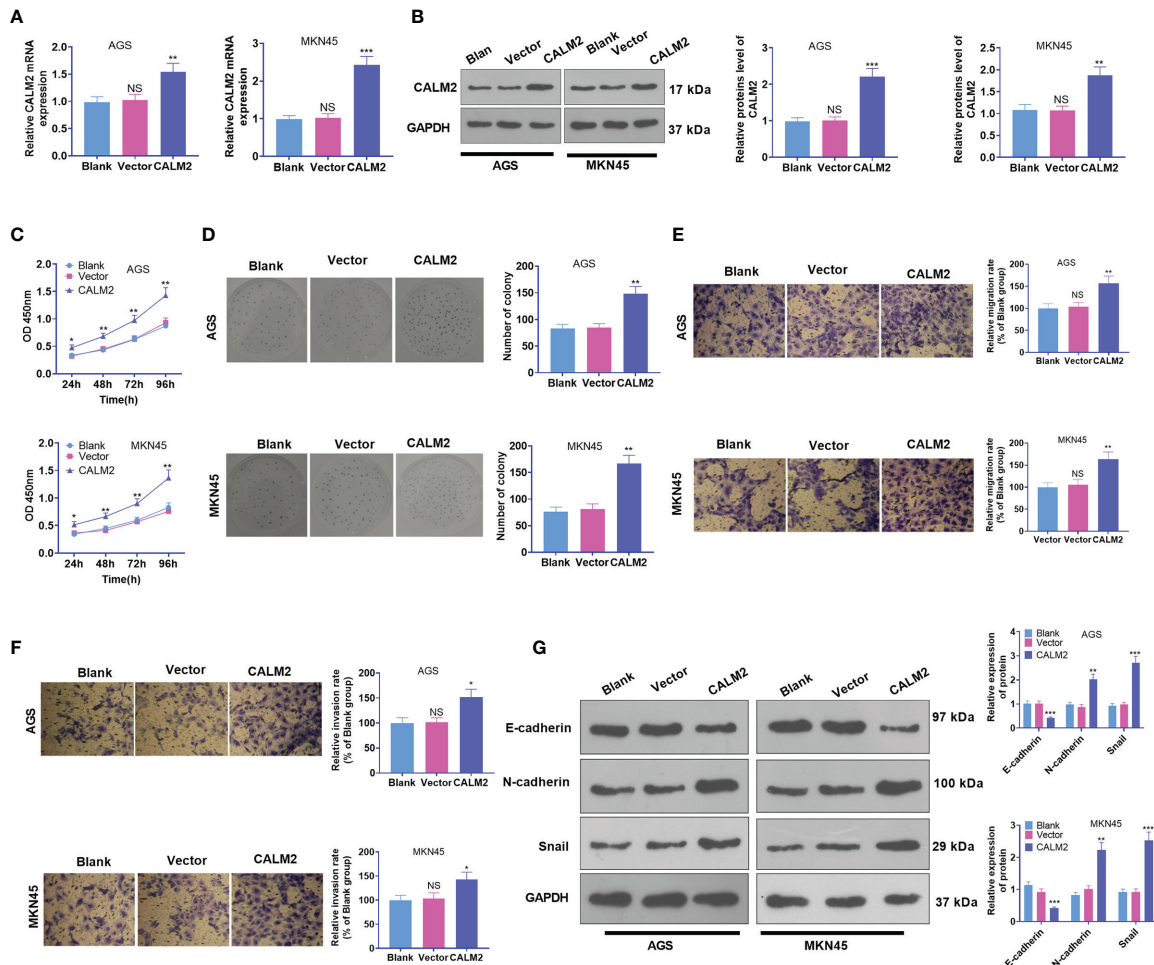 A
Relative CALM2 mRNA
expression
AGS
2.0
1.5
1.0
0.5
0.0
NS
**
Blank Vector CALM2
Relative CALM2 mRNA
expression
MKN45
3
2
1
0
NS
***
Blank Vector CALM2
B
Blan Vector CALM2 Blank Vector CALM2
CALM2 17 kDa
GAPDH 37 kDa
AGS MKN45
Relative proteins level of
CALM2
AGS
3
2
1
0
NS
***
Blank Vector CALM2
Relative proteins level of
CALM2
MKN45
2.5
2.0
1.5
1.0
0.5
0.0
NS
**
Blank Vector CALM2
C
Blank
Vector
CALM2
AGS
OD 450nm
2.0
1.5
1.0
0.5
0.0
* ** ** **
24h 48h 72h 96h
Time(h)
Blank
Vector
CALM2
MKN45
OD 450nm
2.0
1.5
1.0
0.5
0.0
* ** ** **
24h 48h 72h 96h
Time(h)
D
Blank Vector CALM2
AGS
Number of colony
AGS
200
150
100
50
0
**
Blank Vector CALM2
Blank Vector CALM2
MKN45
Number of colony
MKN45
200
150
100
50
0
**
Blank Vector CALM2
E
Blank Vector CALM2
AGS
Relative migration rate
(% of Blank group)
AGS
200
150
100
50
0
NS
**
Blank Vector CALM2
Blank Vector CALM2
MKN45
Relative migration rate
(% of Blank group)
MKN45
200
150
100
50
0
NS
**
Vector Vector CALM2
F
Blank Vector CALM2
AGS
Relative invasion rate
(% of Blank group)
AGS
200
150
100
50
0
NS
*
Blank Vector CALM2
Blank Vector CALM2
MKN45
Relative invasion rate
(% of Blank group)
MKN45
200
150
100
50
0
NS
*
Blank Vector CALM2
G
Blank Vector CALM2 Blank Vector CALM2
E-cadherin 97 kDa
N-cadherin 100 kDa
Snail 29 kDa
GAPDH 37 kDa
AGS MKN45
Relative expression
of protein
Blank
Vector
CALM2
AGS
4
3
2
1
0
*** ** ***
E-cadherin N-cadherin Snail
Relative expression
of protein
Blank
Vector
CALM2
MKN45
3
2
1
0
*** ** ***
E-cadherin N-cadherin Snail